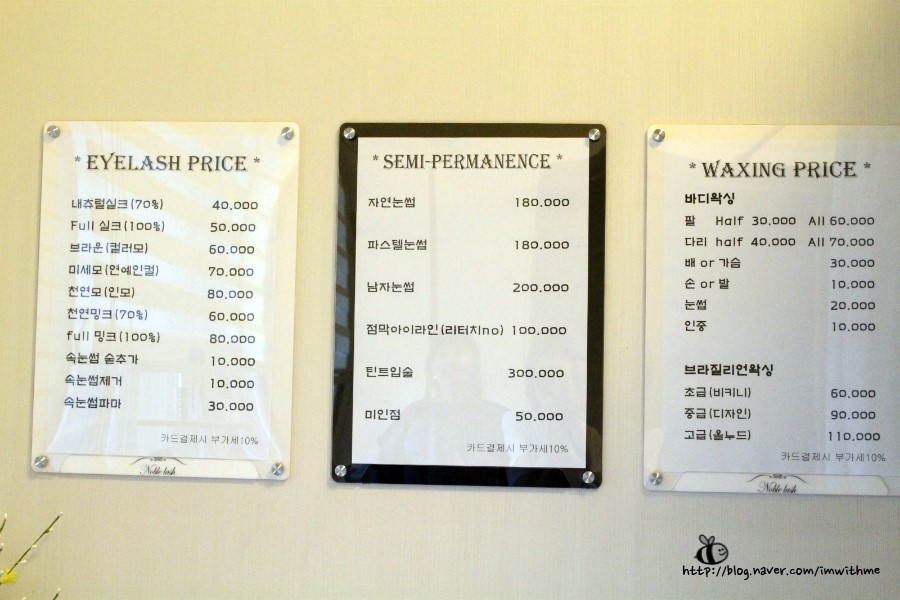 * EYELASH PRICE *
내츄럴실크(70%) 40,000
Full 실크(100%) 50,000
브라운(컬러모) 60,000
미세모(연예인컬) 70,000
천연모(인모) 80,000
천연밍크(70%) 60,000
full 밍크(100%) 80,000
속눈썹 숱추가 10,000
속눈썹제거 10,000
속눈썹파마 30,000
카드결제시 부가세10%
Noble lash
* SEMI-PERMANENCE *
자연눈썹 180,000
파스텔눈썹 180,000
남자눈썹 200,000
점막아이라인(리터치no) 100,000
틴트입술 300,000
미인점 50,000
카드결제시 부가세10%
* WAXING PRICE *
바디왁싱
팔 Half 30,000 All 60,000
다리 half 40,000 All 70,000
배 or 가슴 30,000
손 or 발 10,000
눈썹 20,000
인중 10,000
브라질리언왁싱
초급(비키니) 60,000
중급(디자인) 90,000
고급(올누드) 110,000
카드결제시 부가세10%
Noble lash
http://blog.naver.com/imwithme